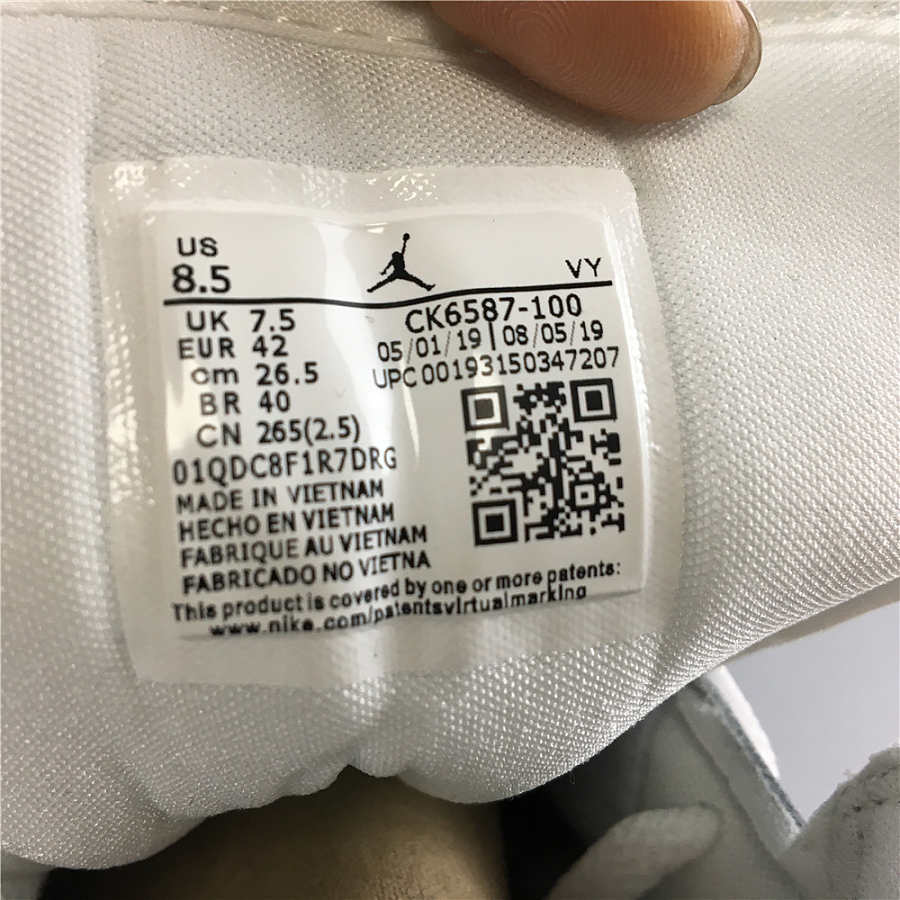 US
8.5
VY
UK 7.5
EUR 42
cm 26.5
BR 40
CN 265(2.5)
CK6587-100
05/01/19 | 08/05/19
UPC 00193150347207
01QDC8F1R7DRG
MADE IN VIETNAM
HECHO EN VIETNAM
FABRIQUE AU VIETNAM
FABRICADO NO VIETNA
This product is covered by one or more patents:
www.nike.com/patentsvirtualmarking